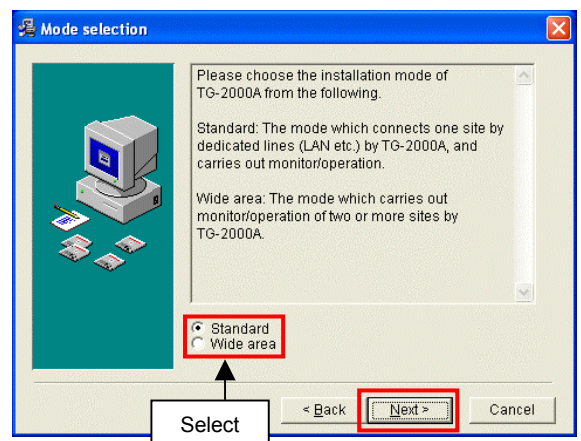 Mode selection
Please choose the installation mode of
TG-2000A from the following.
Standard: The mode which connects one site by
dedicated lines (LAN etc.) by TG-2000A, and
carries out monitor/operation.
Wide area: The mode which carries out
monitor/operation of two or more sites by
TG-2000A.
Standard
Wide area
Select
< Back
Next >
Cancel